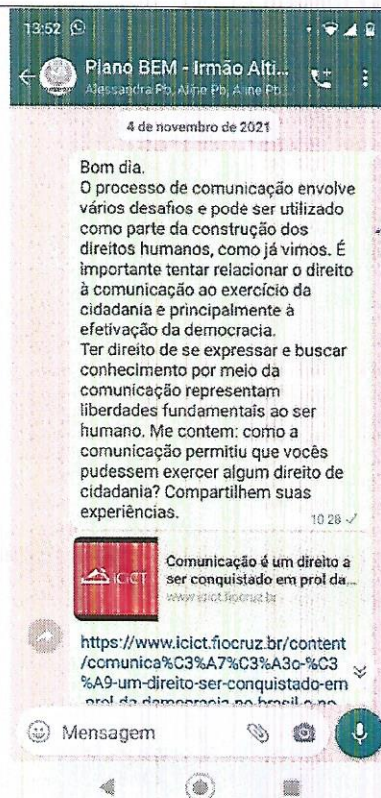 13:52
Plano BEM - Irmão Alti...
Alessandra Pb, Aline Pb, Aline Pb...
4 de novembro de 2021
Bom dia.
O processo de comunicação envolve
vários desafios e pode ser utilizado
como parte da construção dos
direitos humanos, como já vimos. É
importante tentar relacionar o direito
à comunicação ao exercício da
cidadania e principalmente à
efetivação da democracia.
Ter direito de se expressar e buscar
conhecimento por meio da
comunicação representam
liberdades fundamentais ao ser
humano. Me contem: como a
comunicação permitiu que vocês
pudessem exercer algum direito de
cidadania? Compartilhem suas
experiências.
10:28
ICICT
Comunicação é um direito a
ser conquistado em prol da...
www.icict.fiocruz.br
https://www.icict.fiocruz.br/content
/comunica%C3%A7%C3%A3o-%C3
%A9-um-direito-ser-conquistado-em
-prol-da-democracia-no-brasil-e-no
Mensagem